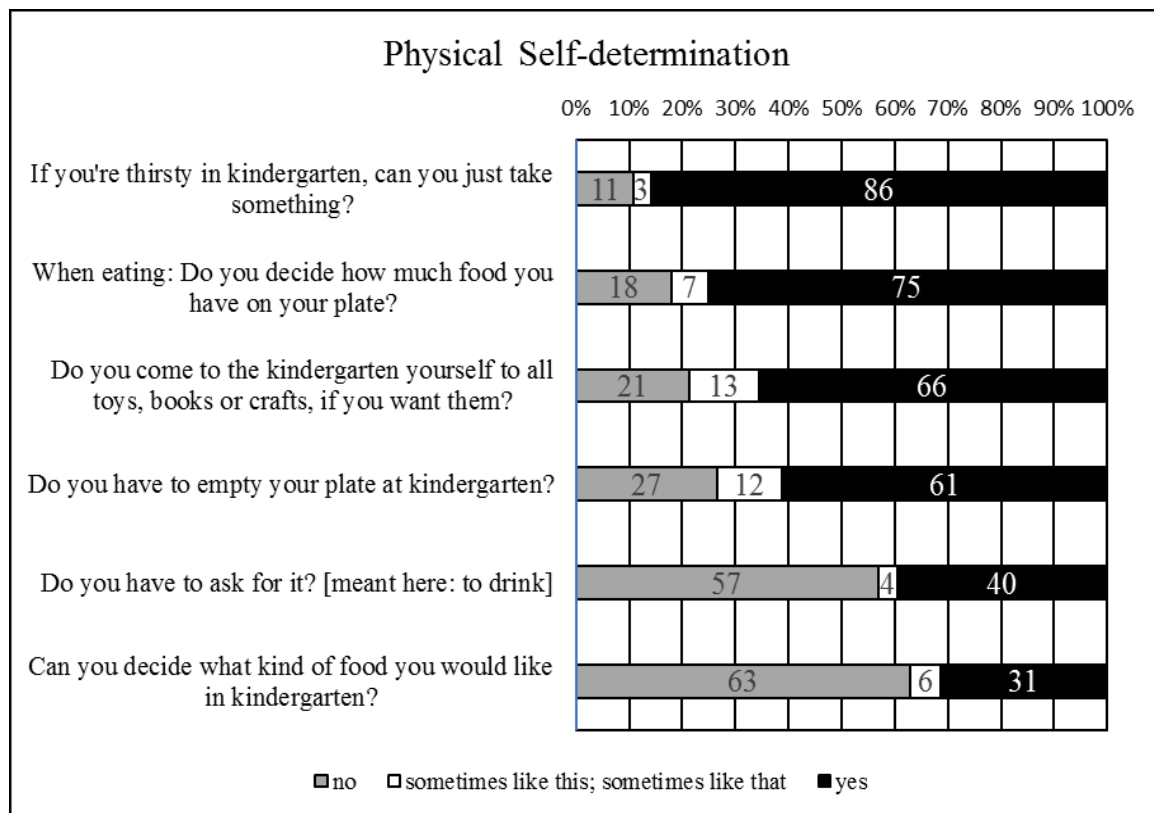 Physical Self-determination
0% 10% 20% 30% 40% 50% 60% 70% 80% 90% 100%
If you're thirsty in kindergarten, can you just take
something?
11 3 86
When eating: Do you decide how much food you
have on your plate?
18 7 75
Do you come to the kindergarten yourself to all
toys, books or crafts, if you want them?
21 13 66
Do you have to empty your plate at kindergarten?
27 12 61
Do you have to ask for it? [meant here: to drink]
57 4 40
Can you decide what kind of food you would like
in kindergarten?
63 6 31
no sometimes like this; sometimes like that yes